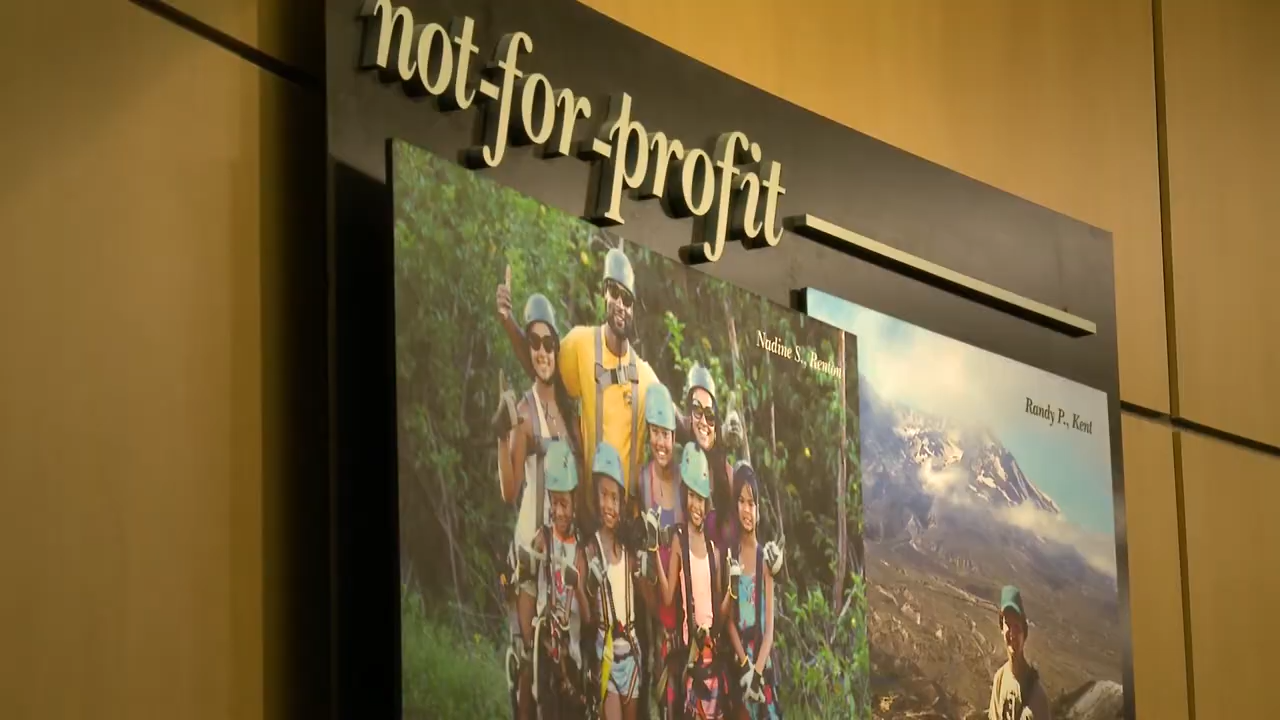 not-for-profit
Nadine S., Renton
Randy P., Kent